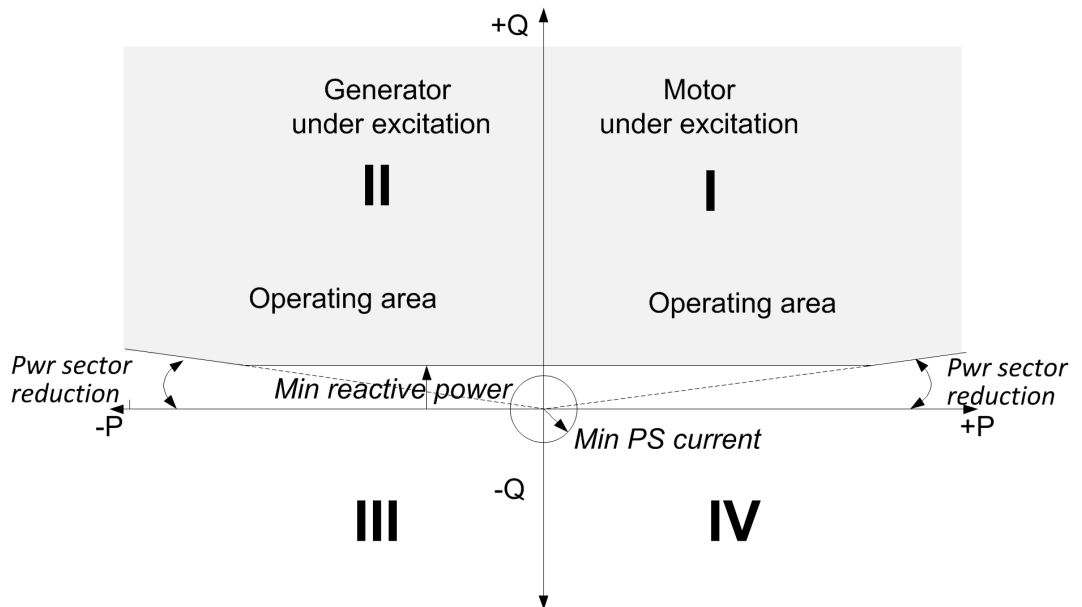 +Q
Generator
under excitation
Motor
under excitation
II
I
Operating area
Operating area
Pwr sector
reduction
Min reactive power
Pwr sector
reduction
-P
+P
Min PS current
-Q
III
IV